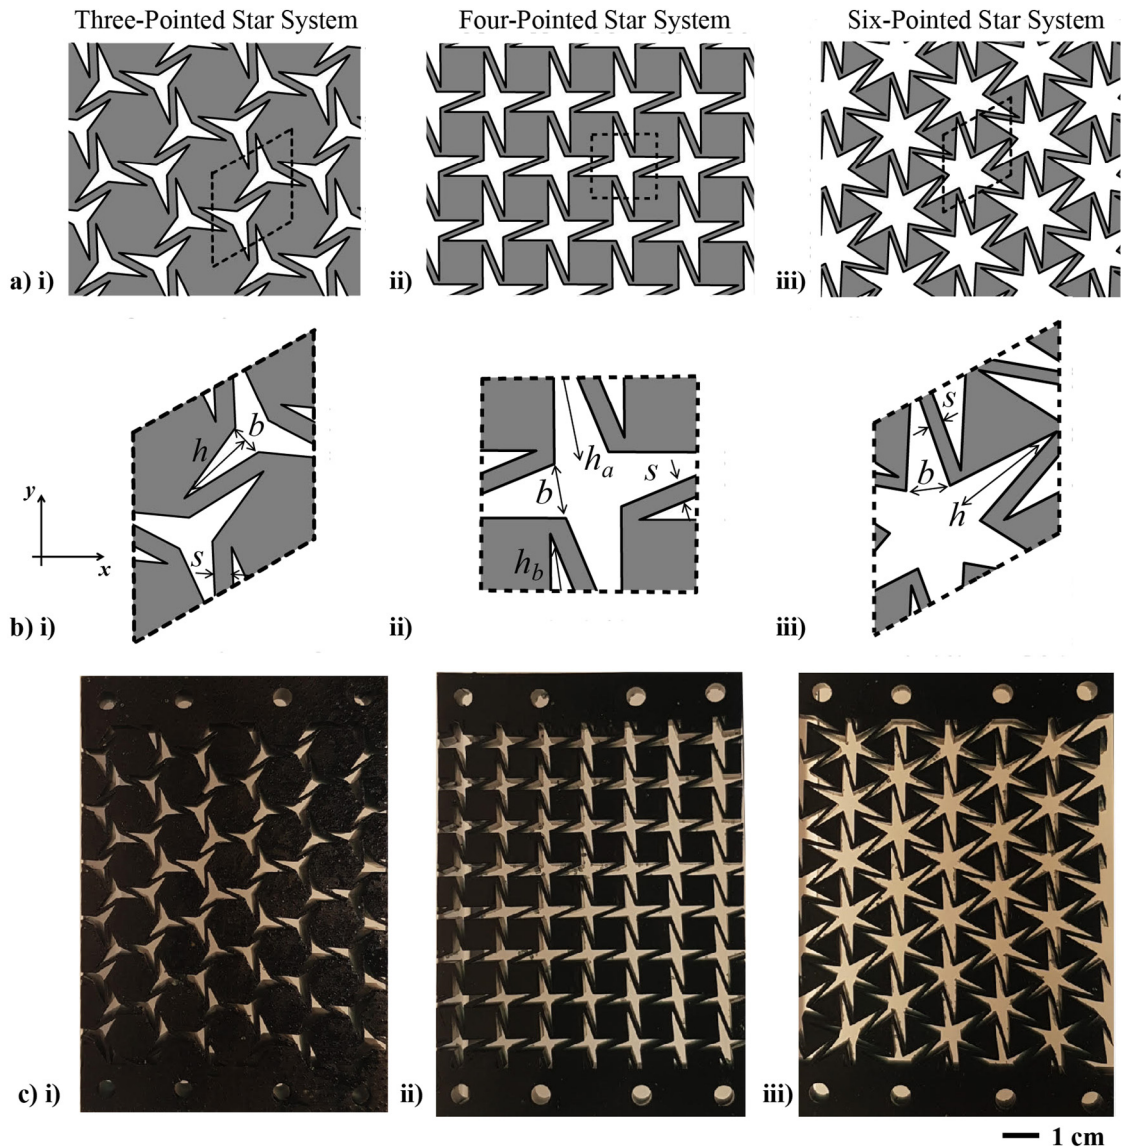 Three-Pointed Star System Four-Pointed Star System Six-Pointed Star System
a) i) ii) iii)
b
h
s
y
x
h_a
s
b
h_b
s
b
h
b) i) ii) iii)
c) i) ii) iii)
1 cm